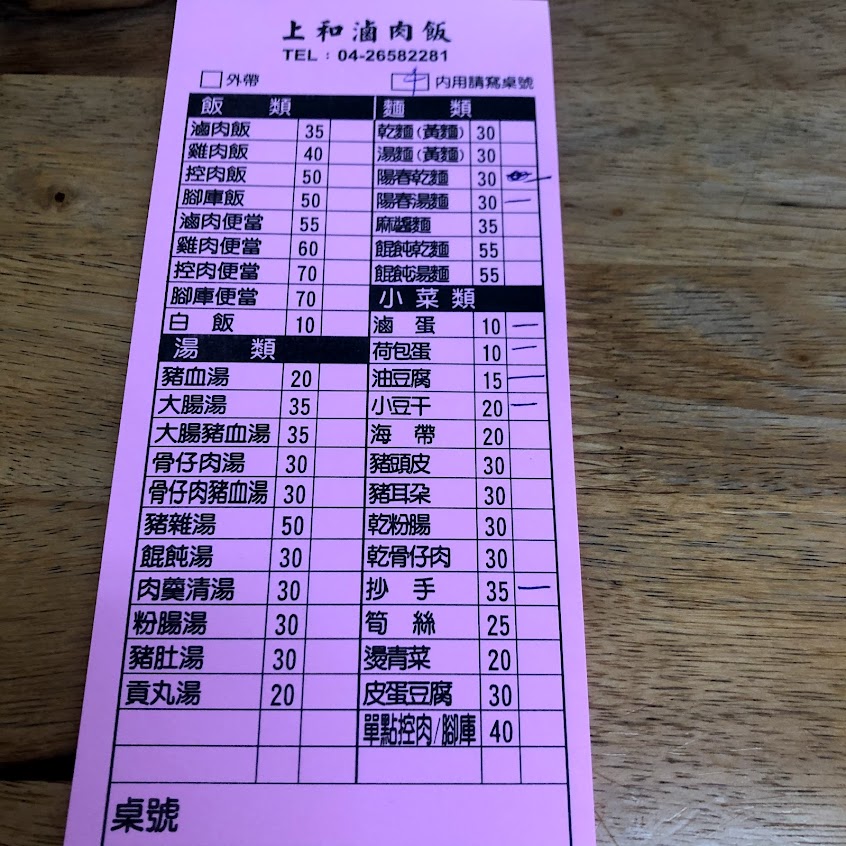 上和滷肉飯
TEL：04-26582281
外帶
內用請寫桌號
飯 類
滷肉飯 35
雞肉飯 40
控肉飯 50
腳庫飯 50
滷肉便當 55
雞肉便當 60
控肉便當 70
腳庫便當 70
白 飯 10
湯 類
豬血湯 20
大腸湯 35
大腸豬血湯 35
骨仔肉湯 30
骨仔肉豬血湯 30
豬雜湯 50
餛飩湯 30
肉羹清湯 30
粉腸湯 30
豬肚湯 30
貢丸湯 20
麵 類
乾麵(黃麵) 30
湯麵(黃麵) 30
陽春乾麵 30 一
陽春湯麵 30 一
麻醬麵 35
餛飩乾麵 55
餛飩湯麵 55
小菜類
滷 蛋 10 一
荷包蛋 10 一
油豆腐 15 一
小豆干 20 一
海 帶 20
豬頭皮 30
豬耳朵 30
乾粉腸 30
乾骨仔肉 30
抄 手 35 一
筍 絲 25
燙青菜 20
皮蛋豆腐 30
單點控肉/腳庫 40
桌號